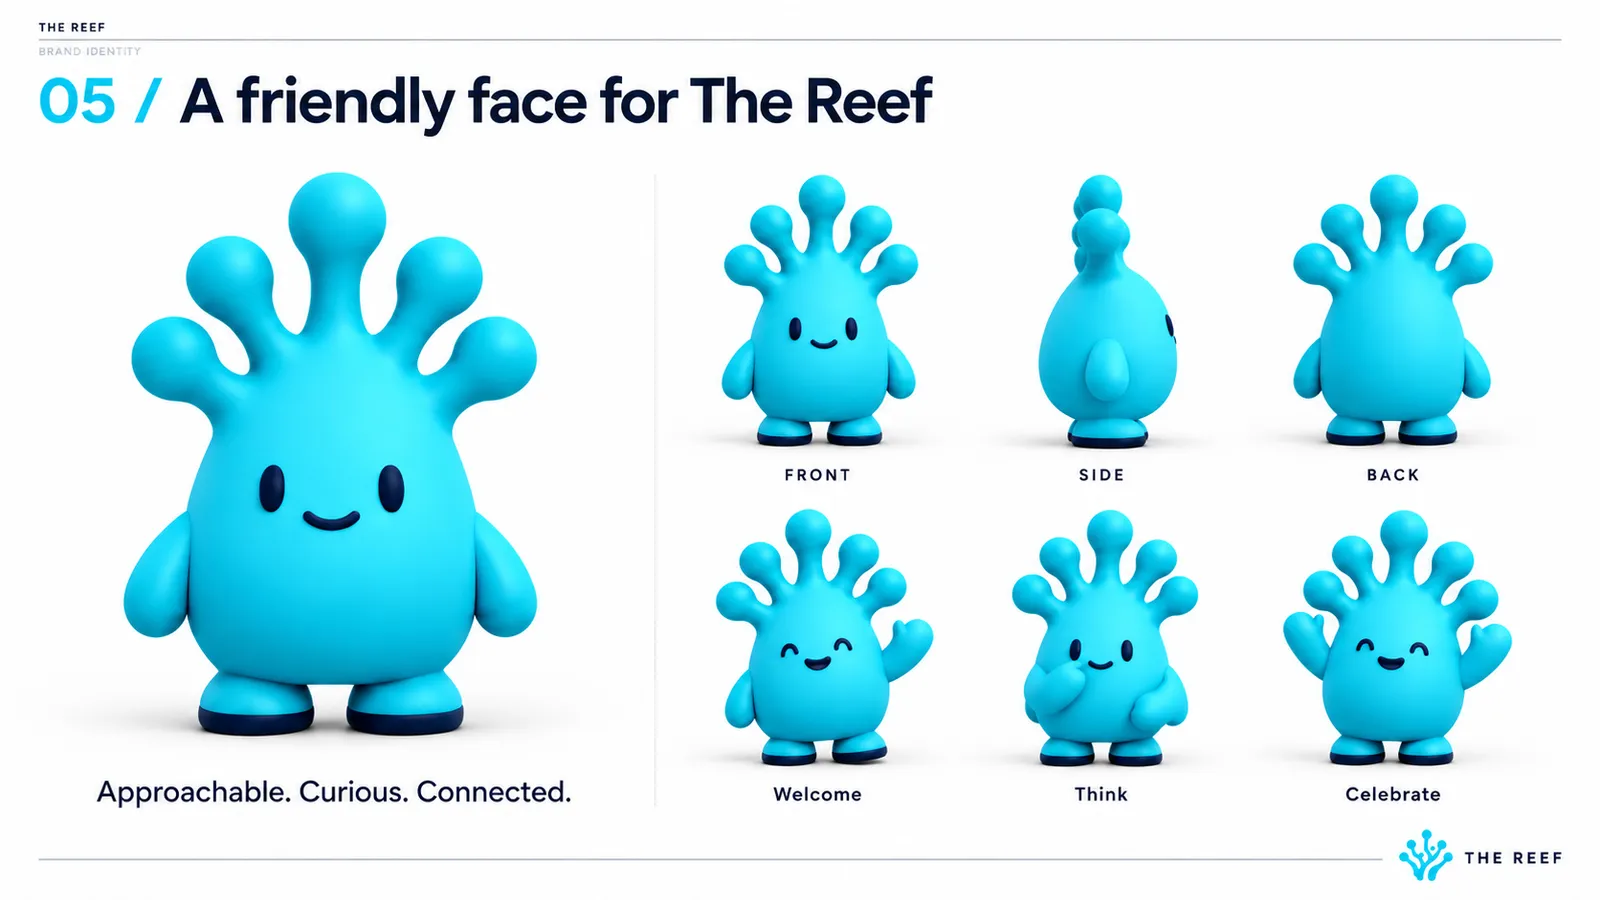 THE REEF
BRAND IDENTITY
05 / A friendly face for The Reef
FRONT
SIDE
BACK
Welcome
Think
Celebrate
Approachable. Curious. Connected.
THE REEF